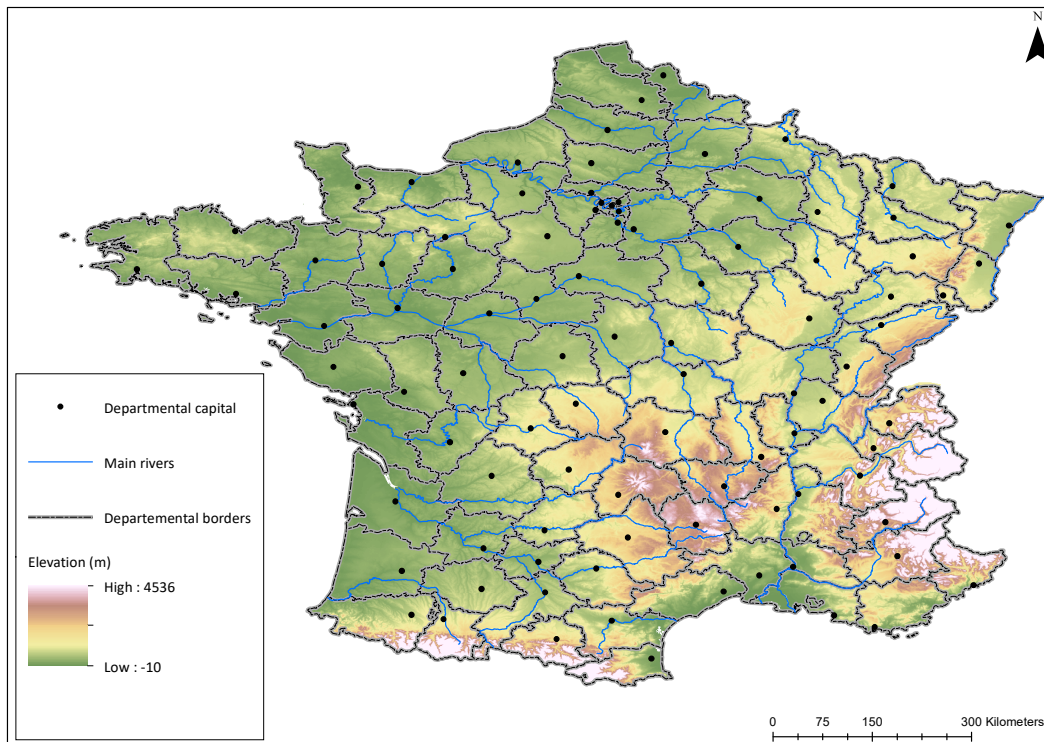 N
Departmental capital
Main rivers
Departemental borders
Elevation (m)
High : 4536
Low : -10
0 75 150 300 Kilometers